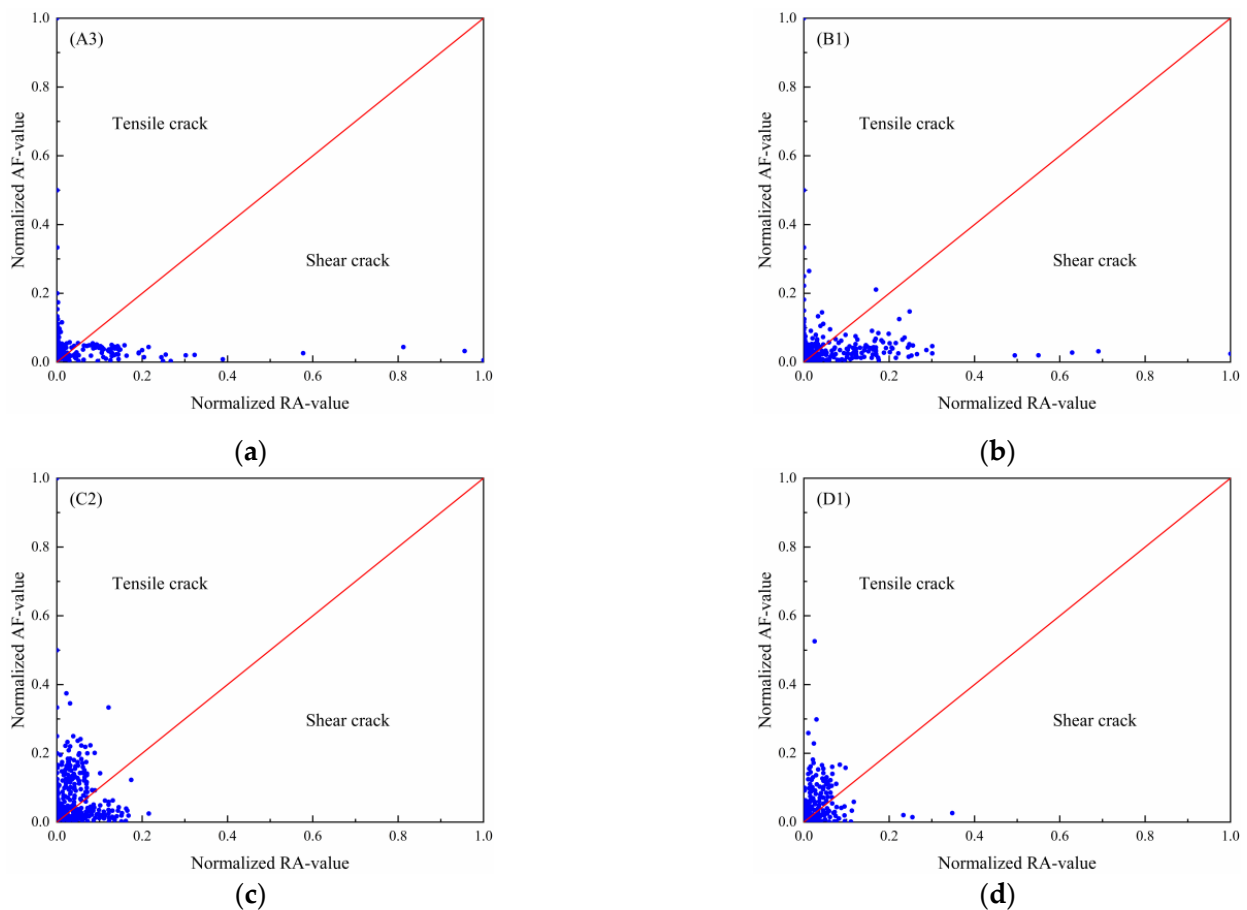 (A3)
Tensile crack
Shear crack
Normalized AF-value
1.0
0.8
0.6
0.4
0.2
0.0
0.0 0.2 0.4 0.6 0.8 1.0
Normalized RA-value
(a)
(B1)
Tensile crack
Shear crack
Normalized AF-value
1.0
0.8
0.6
0.4
0.2
0.0
0.0 0.2 0.4 0.6 0.8 1.0
Normalized RA-value
(b)
(C2)
Tensile crack
Shear crack
Normalized AF-value
1.0
0.8
0.6
0.4
0.2
0.0
0.0 0.2 0.4 0.6 0.8 1.0
Normalized RA-value
(c)
(D1)
Tensile crack
Shear crack
Normalized AF-value
1.0
0.8
0.6
0.4
0.2
0.0
0.0 0.2 0.4 0.6 0.8 1.0
Normalized RA-value
(d)